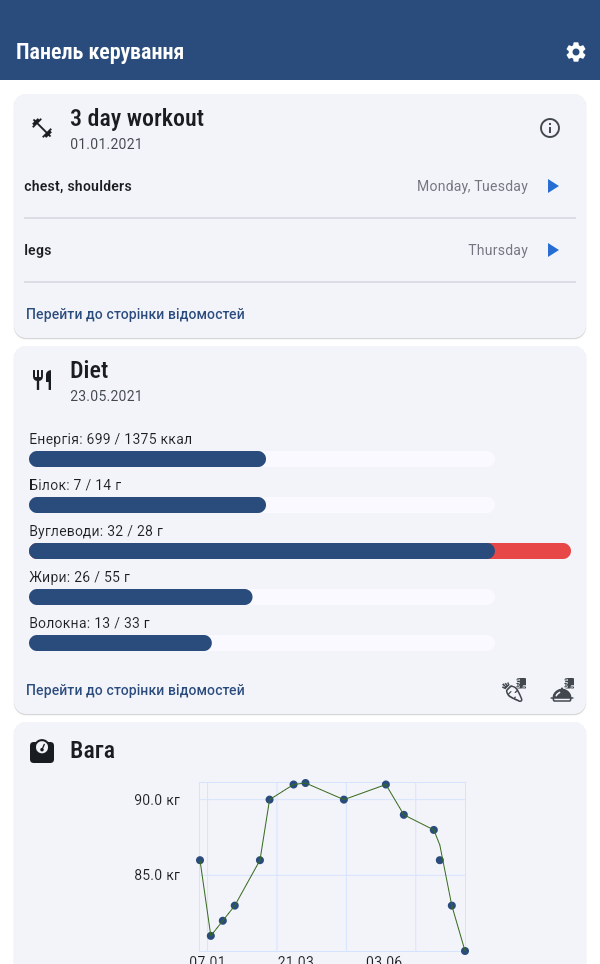 Панель керування
3 day workout
01.01.2021
chest, shoulders Monday, Tuesday
legs Thursday
Перейти до сторінки відомостей
Diet
23.05.2021
Енергія: 699 / 1375 ккал
Білок: 7 / 14 г
Вуглеводи: 32 / 28 г
Жири: 26 / 55 г
Волокна: 13 / 33 г
Перейти до сторінки відомостей
Вага
90.0 кг
85.0 кг
07.01 21.03 03.06